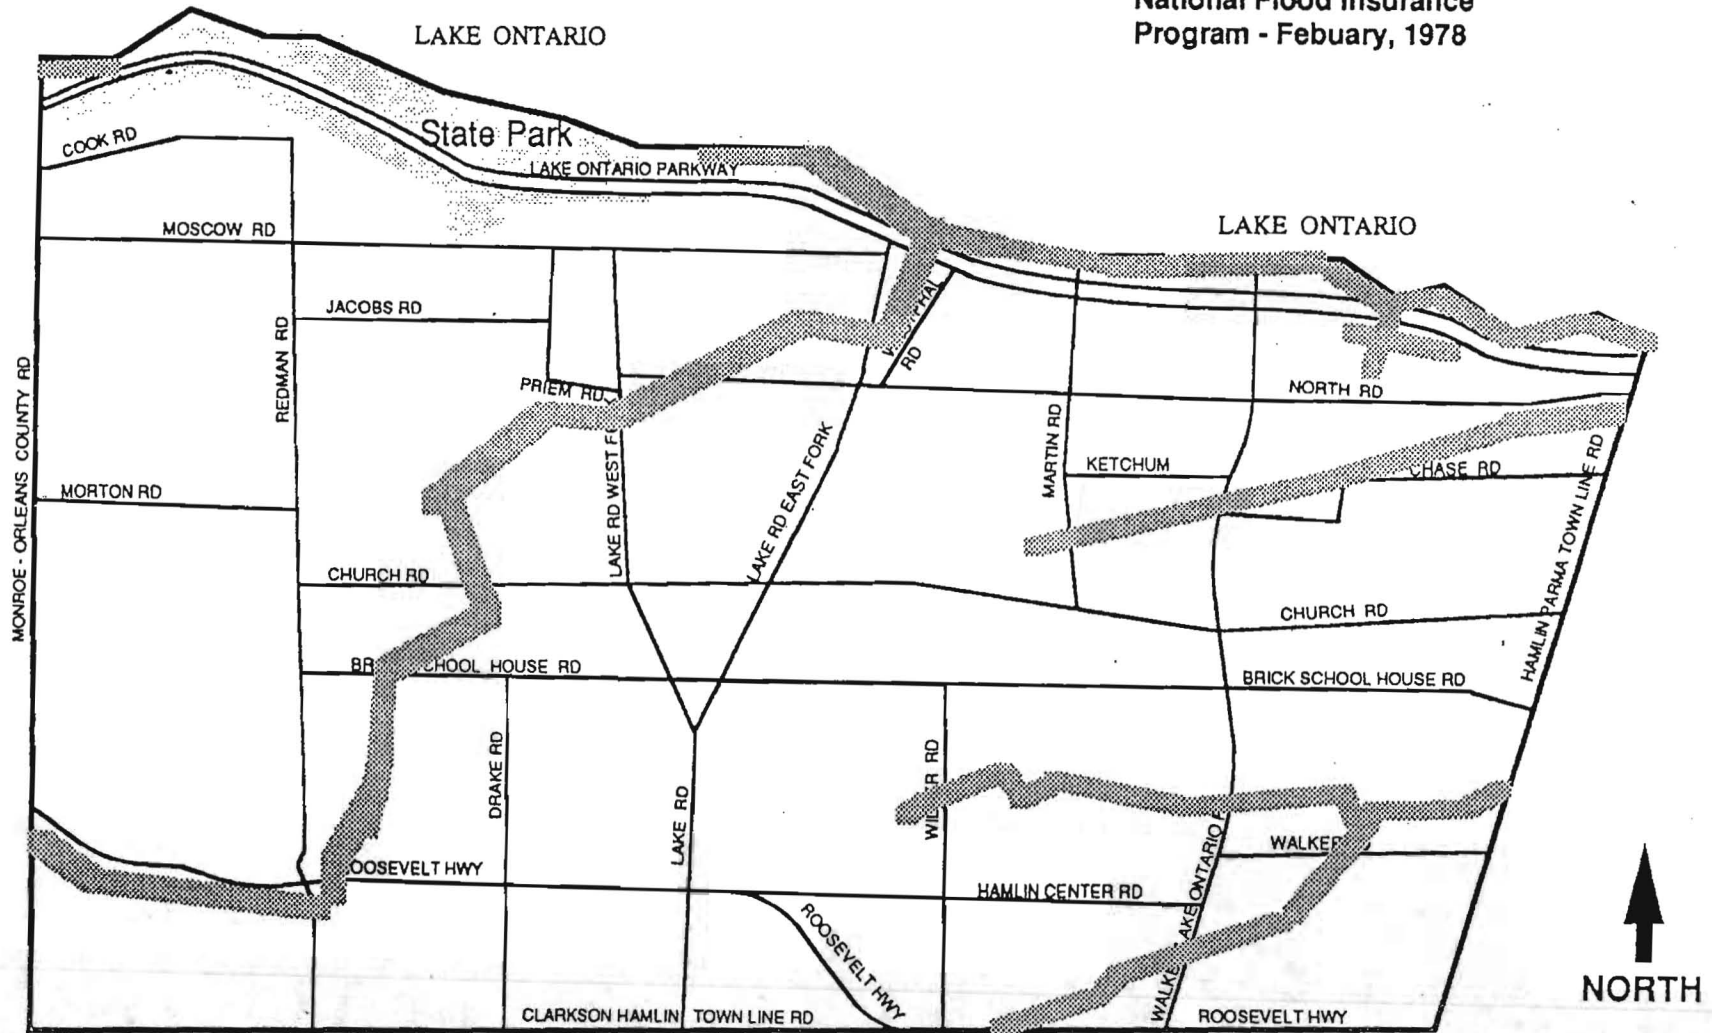 National Flood Insurance
Program - Febuary, 1978
LAKE ONTARIO
State Park
COOK RD
LAKE ONTARIO PARKWAY
LAKE ONTARIO
MOSCOW RD
JACOBS RD
REDMAN RD
MONROE - ORLEANS COUNTY RD
PRIEM RD
RD
NORTH RD
MARTIN RD
KETCHUM
CHASE RD
MORTON RD
LAKE RD WEST
LAKE RD EAST FORK
HAMLIN PARMA TOWN LINE RD
CHURCH RD
CHURCH RD
SCHOOL HOUSE RD
BRICK SCHOOL HOUSE RD
DRAKE RD
LAKE RD
RD
WALKER
ROOSEVELT HWY
HAMLIN CENTER RD
LAKE ONTARIO
ROOSEVELT HWY
NORTH
CLARKSON HAMLIN TOWN LINE RD
ROOSEVELT HWY